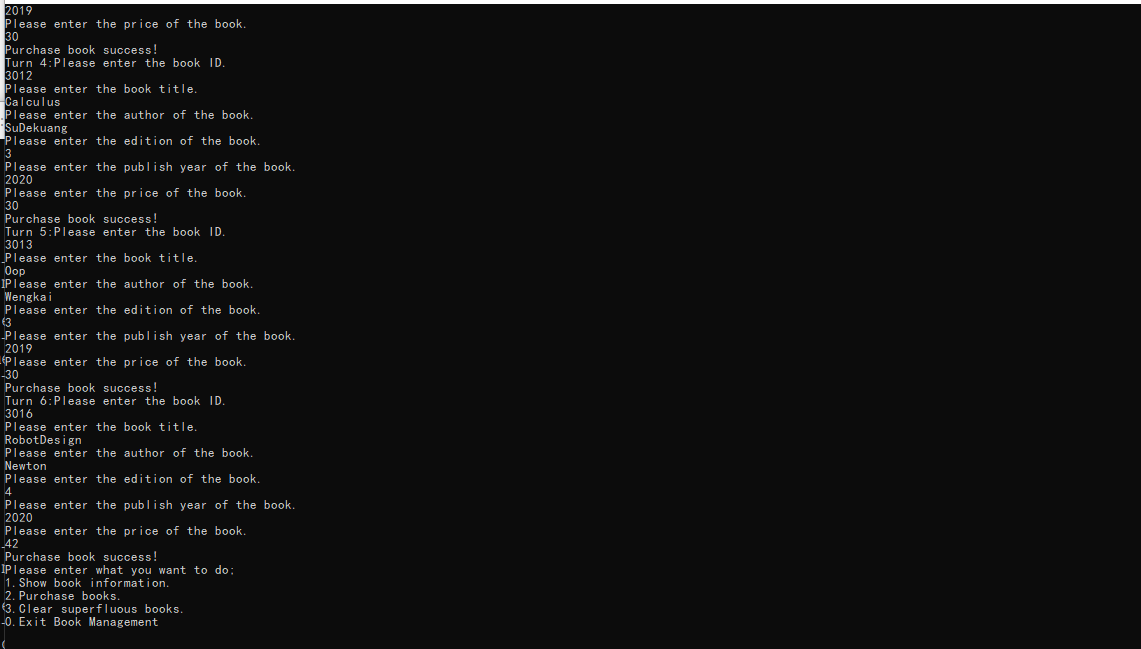 2019
Please enter the price of the book.
30
Purchase book success!
Turn 4:Please enter the book ID.
3012
Please enter the book title.
Calculus
Please enter the author of the book.
SuDekuang
Please enter the edition of the book.
3
Please enter the publish year of the book.
2020
Please enter the price of the book.
30
Purchase book success!
Turn 5:Please enter the book ID.
3013
Please enter the book title.
Oop
Please enter the author of the book.
Wengkai
Please enter the edition of the book.
3
Please enter the publish year of the book.
2019
Please enter the price of the book.
30
Purchase book success!
Turn 6:Please enter the book ID.
3016
Please enter the book title.
RobotDesign
Please enter the author of the book.
Newton
Please enter the edition of the book.
4
Please enter the publish year of the book.
2020
Please enter the price of the book.
42
Purchase book success!
Please enter what you want to do;
1.Show book information.
2.Purchase books.
3.Clear superfluous books.
0.Exit Book Management